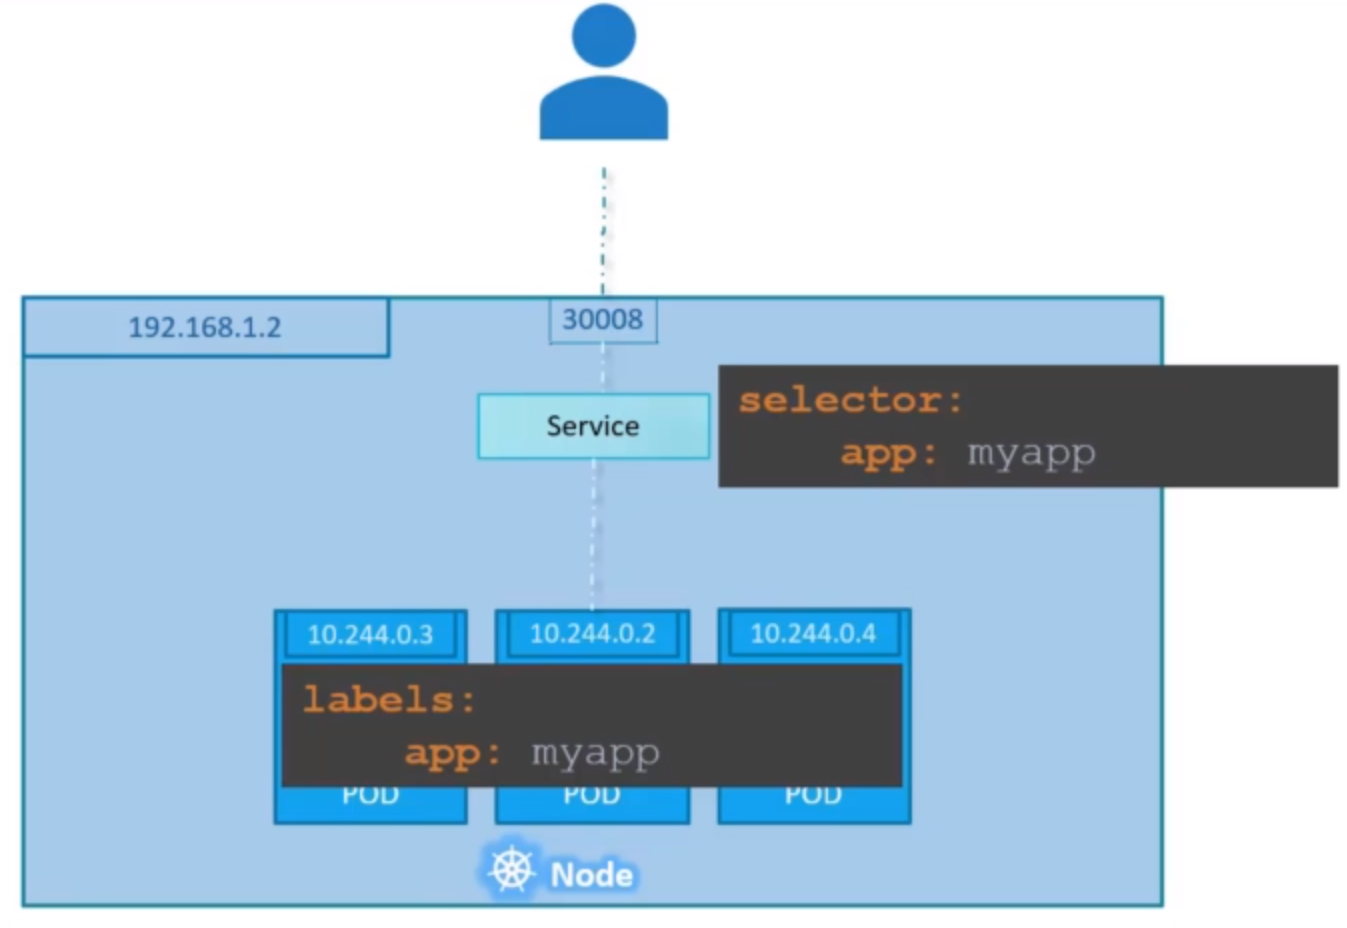 192.168.1.2
30008
Service
selector:
app: myapp
10.244.0.3
10.244.0.2
10.244.0.4
labels:
app: myapp
POD
POD
POD
Node